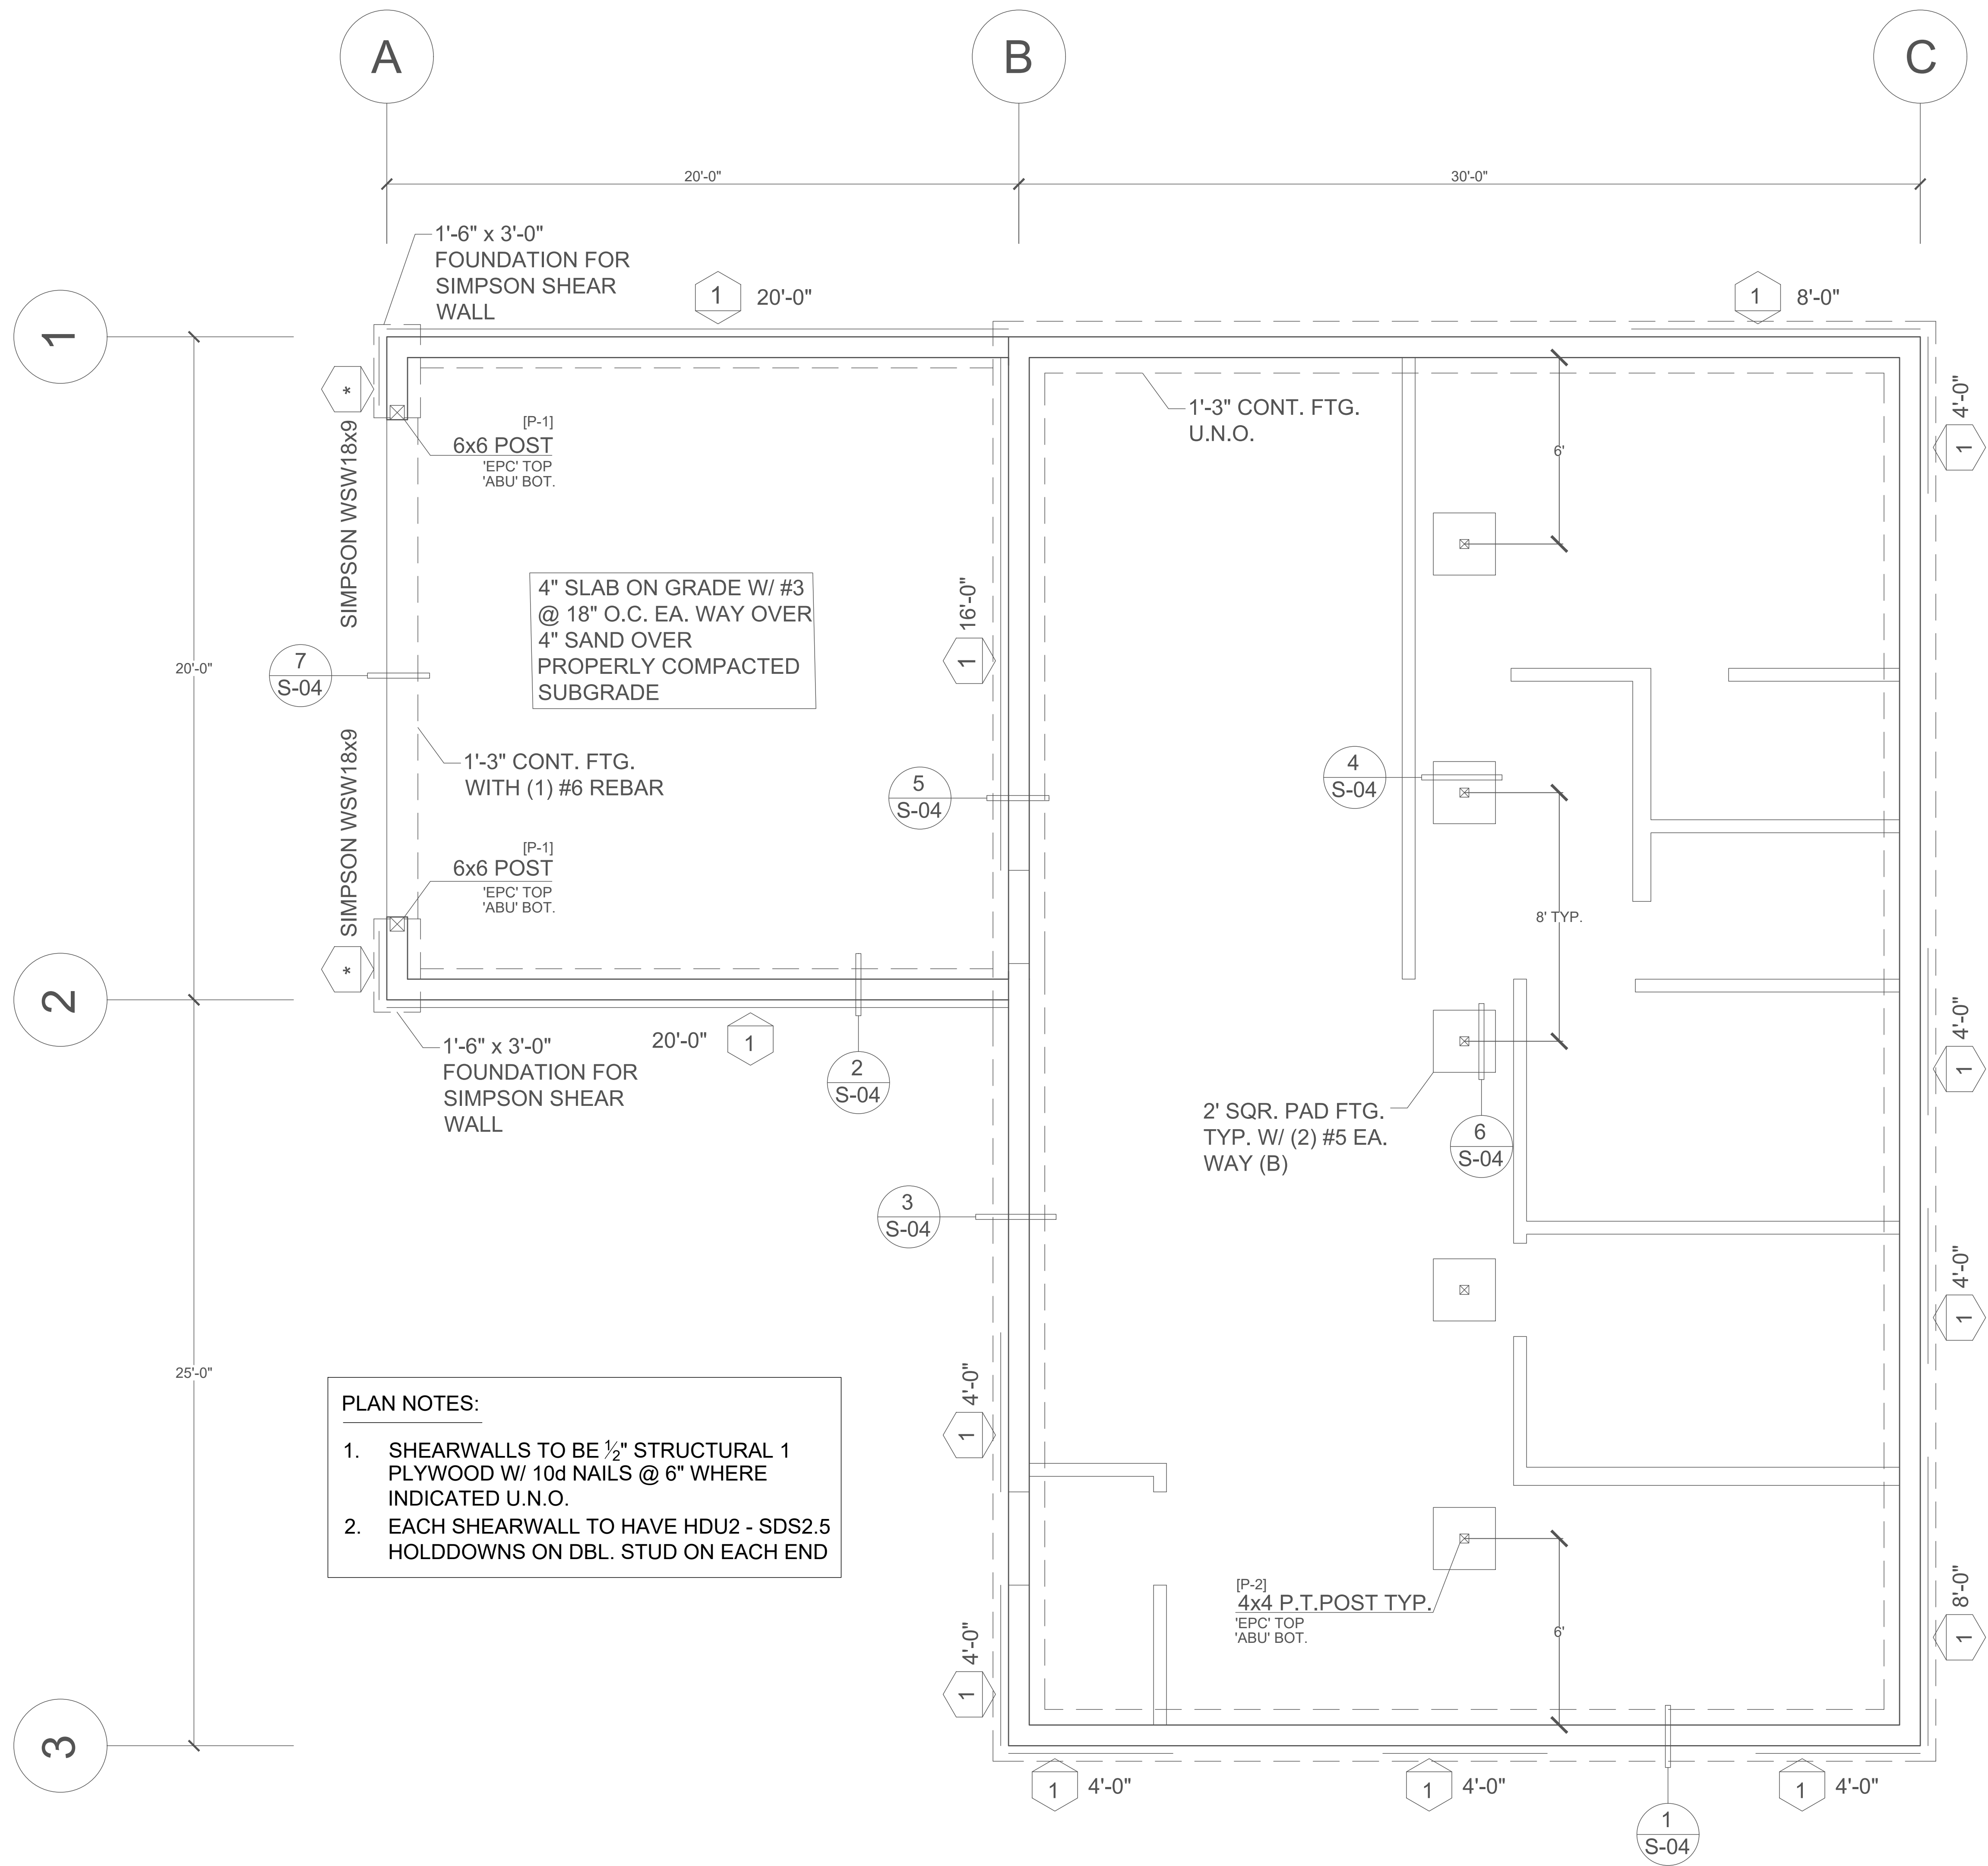 A
B
C
20'-0"
30'-0"
1'-6" x 3'-0"
FOUNDATION FOR
SIMPSON SHEAR
WALL
1
20'-0"
1
8'-0"
1
*
SIMPSON WSW18x9
[P-1]
6x6 POST
'EPC' TOP
'ABU' BOT.
1'-3" CONT. FTG.
U.N.O.
6'
4'-0"
1
4" SLAB ON GRADE W/ #3
@ 18" O.C. EA. WAY OVER
4" SAND OVER
PROPERLY COMPACTED
SUBGRADE
16'-0"
1
20'-0"
7
S-04
SIMPSON WSW18x9
1'-3" CONT. FTG.
WITH (1) #6 REBAR
5
S-04
4
S-04
[P-1]
6x6 POST
'EPC' TOP
'ABU' BOT.
8' TYP.
*
2
1'-6" x 3'-0"
FOUNDATION FOR
SIMPSON SHEAR
WALL
20'-0"
1
2
S-04
4'-0"
1
2' SQR. PAD FTG.
TYP. W/ (2) #5 EA.
WAY (B)
6
S-04
3
S-04
4'-0"
1
25'-0"
PLAN NOTES:
1. SHEARWALLS TO BE ½" STRUCTURAL 1
PLYWOOD W/ 10d NAILS @ 6" WHERE
INDICATED U.N.O.
2. EACH SHEARWALL TO HAVE HDU2 - SDS2.5
HOLDDOWNS ON DBL. STUD ON EACH END
4'-0"
1
[P-2]
4x4 P.T.POST TYP.
'EPC' TOP
'ABU' BOT.
6'
8'-0"
1
4'-0"
1
3
1
4'-0"
1
4'-0"
1
4'-0"
1
S-04